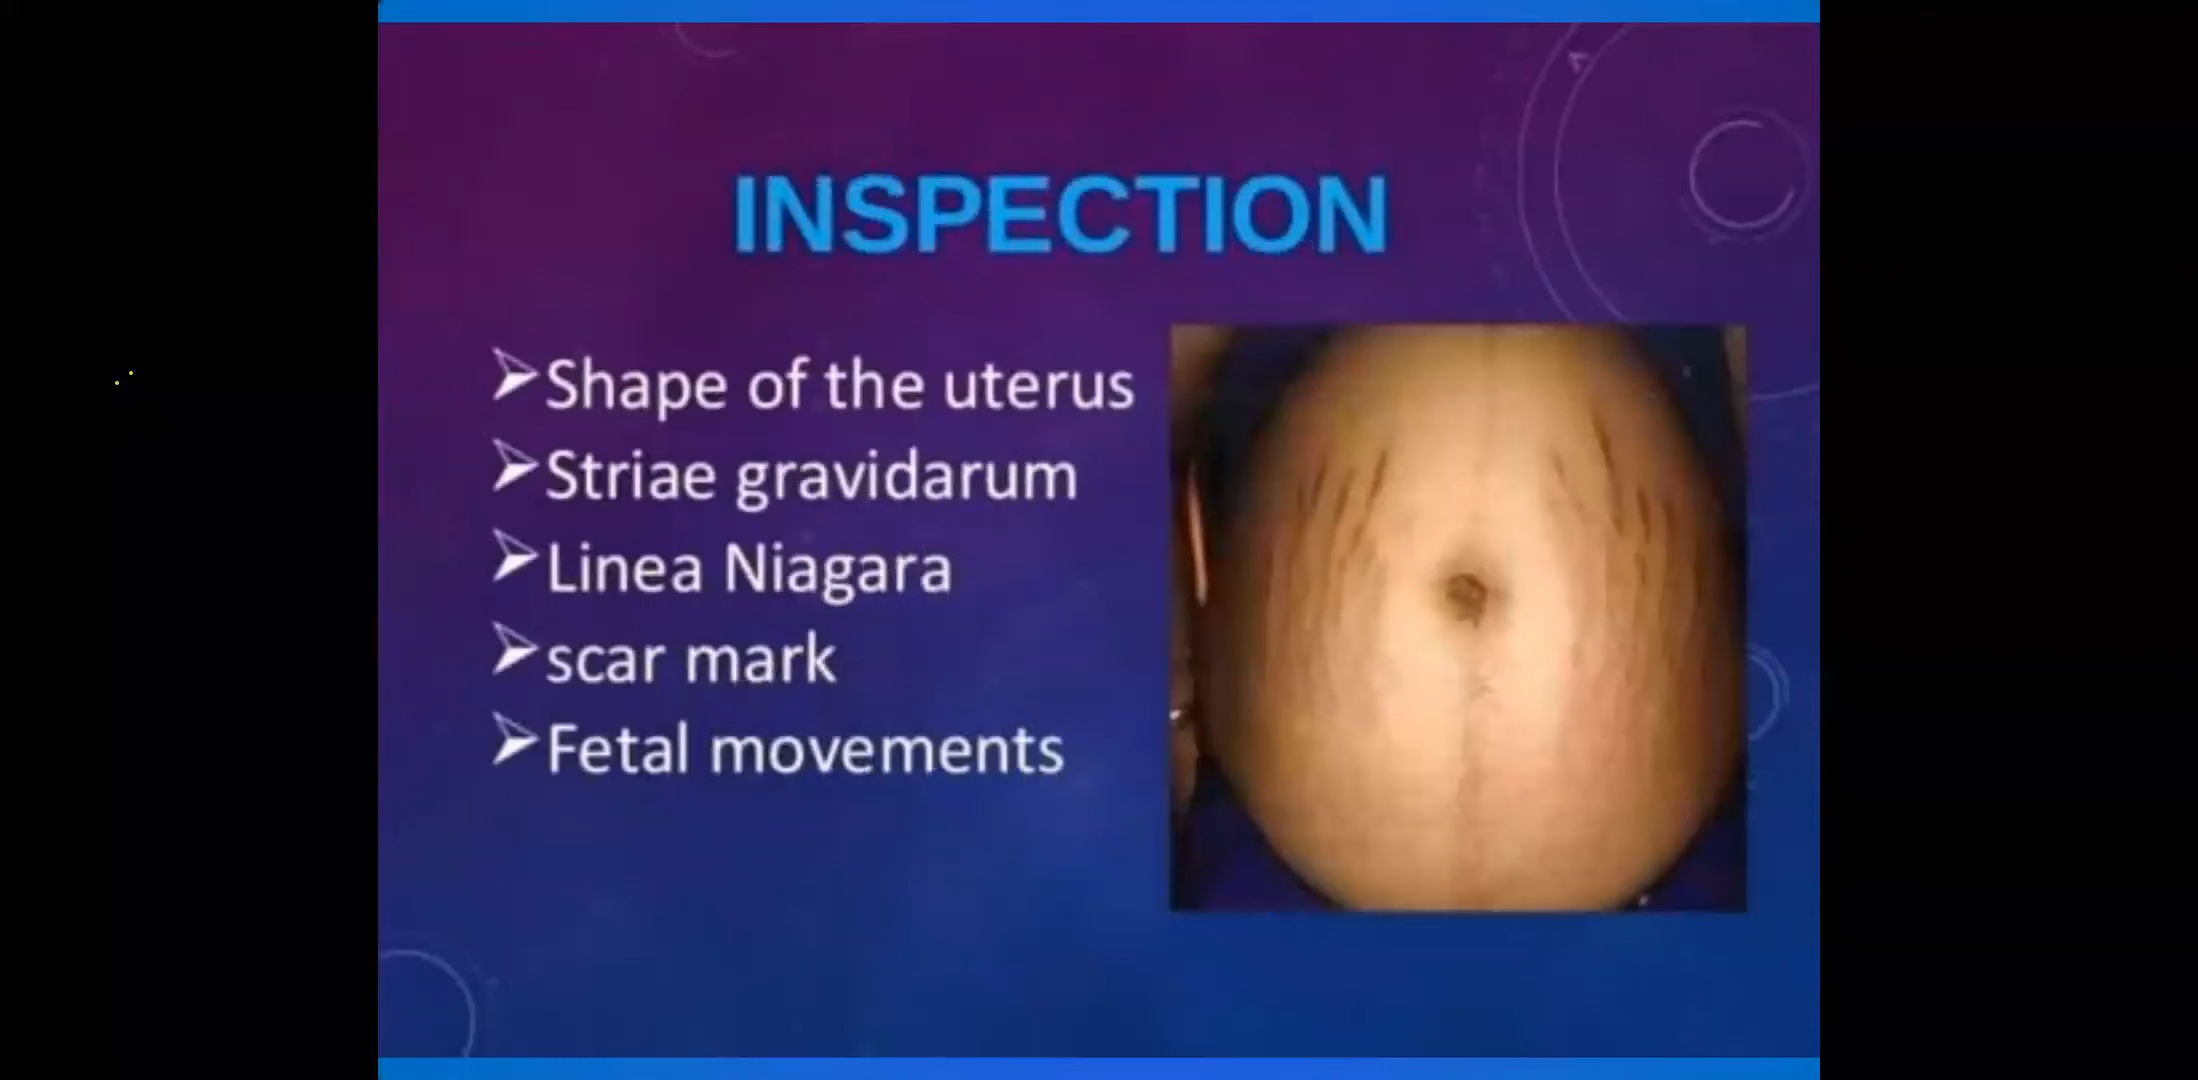 INSPECTION
Shape of the uterus
Striae gravidarum
Linea Niagara
scar mark
Fetal movements